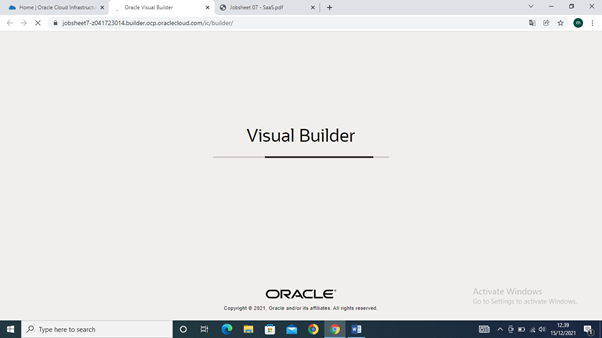 Home | Oracle Cloud Infrastructu
Oracle Visual Builder
Jobsheet 07 - SaaS.pdf
jobsheet7-z041723014.builder.ocp.oraclecloud.com/ic/builder/
m
Visual Builder
ORACLE
Copyright © 2021, Oracle and/or its affiliates. All rights reserved.
Activate Windows
Go to Settings to activate Windows.
Type here to search
12.39
15/12/2021